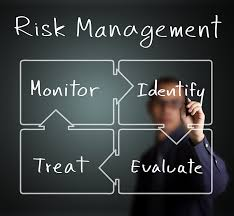 Risk Management
Monitor Identify
Treat Evaluate